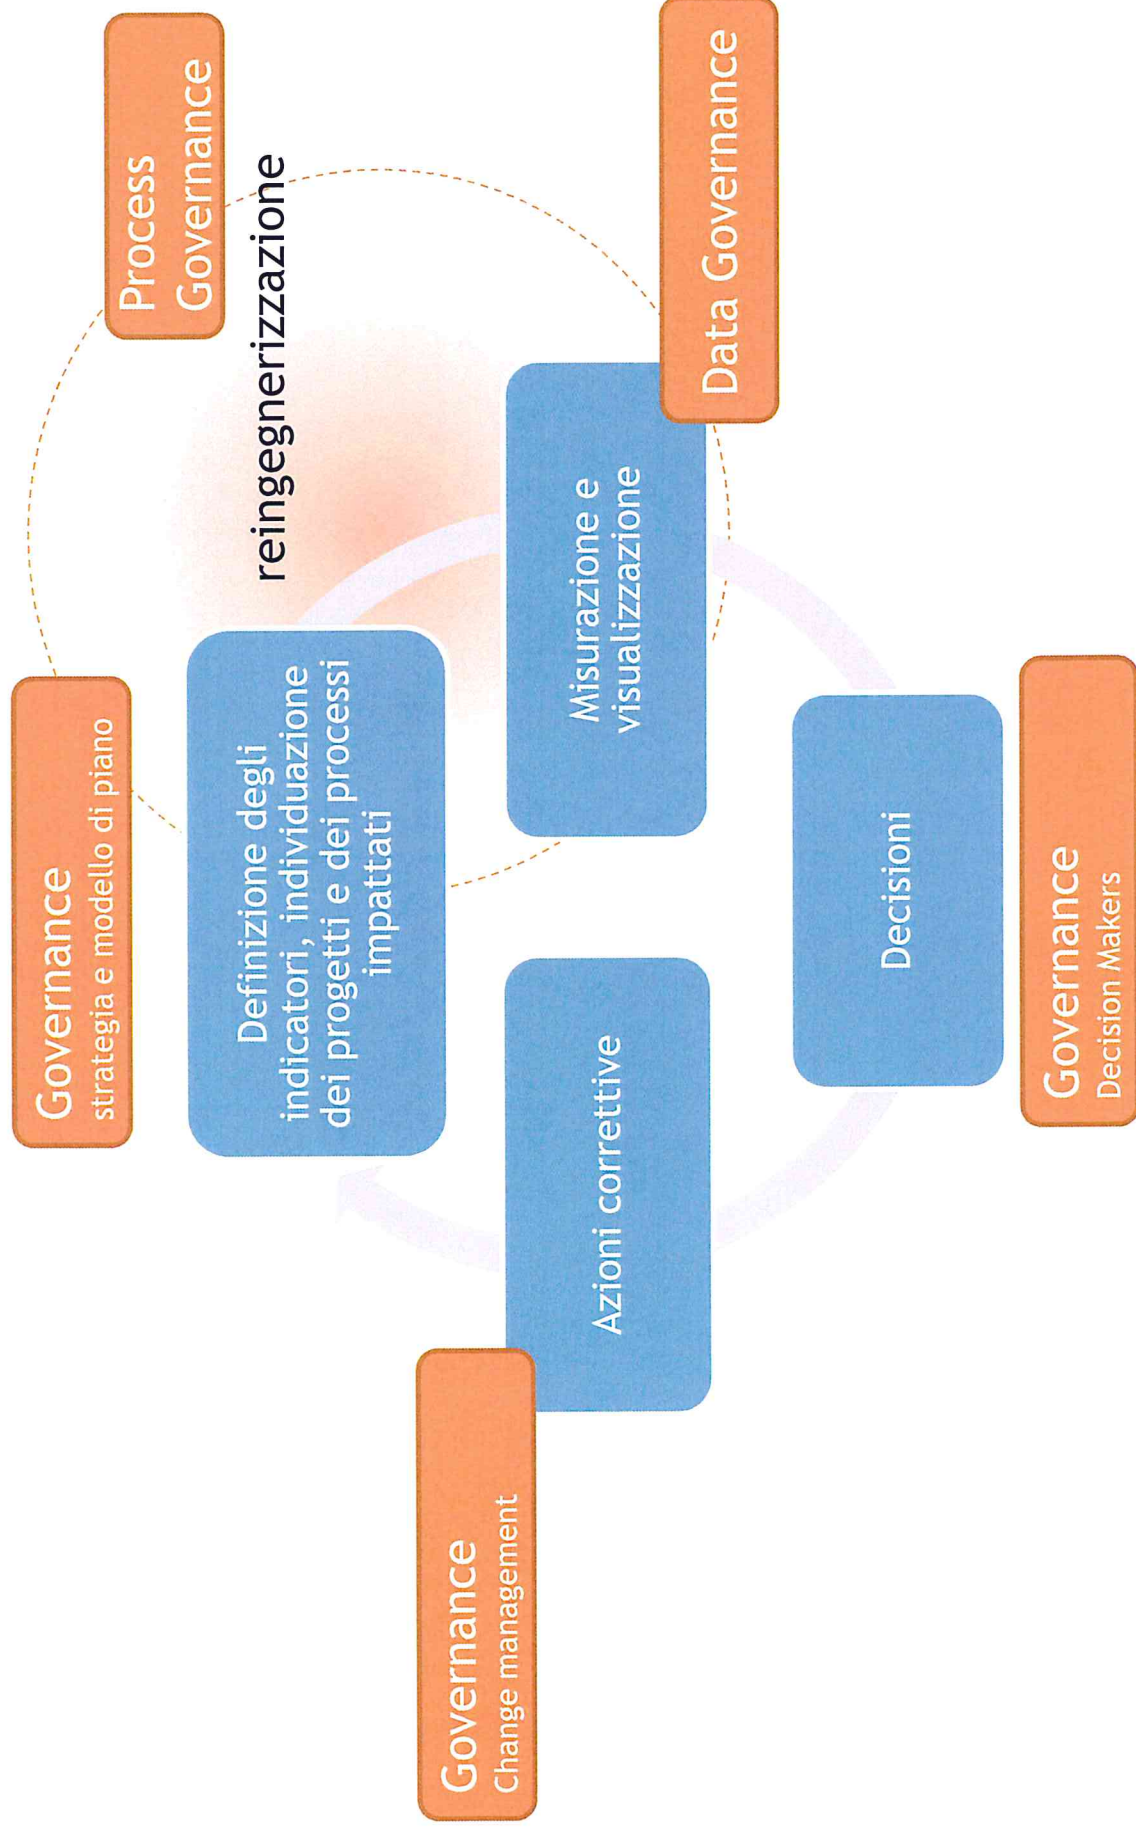 Governance
strategia e modello di piano
Process
Governance
reingegnerizzazione
Definizione degli
indicatori, individuazione
dei progetti e dei processi
impattati
Governance
Change management
Azioni correttive
Misurazione e
visualizzazione
Data Governance
Decisioni
Governance
Decision Makers